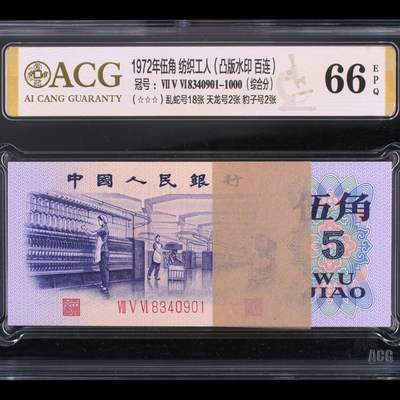 ACG
AI CANG GUARANTY
1972年伍角 纺织工人（凸版水印 百连）
冠号：Ⅶ Ⅴ Ⅵ8340901-1000（综合分）
（☆☆☆）乱蛇号18张 天龙号2张 豹子号2张
66 EPQ
中國人民銀行
伍角
5
WU
JIAO
Ⅶ Ⅴ Ⅵ 8340901
ACG